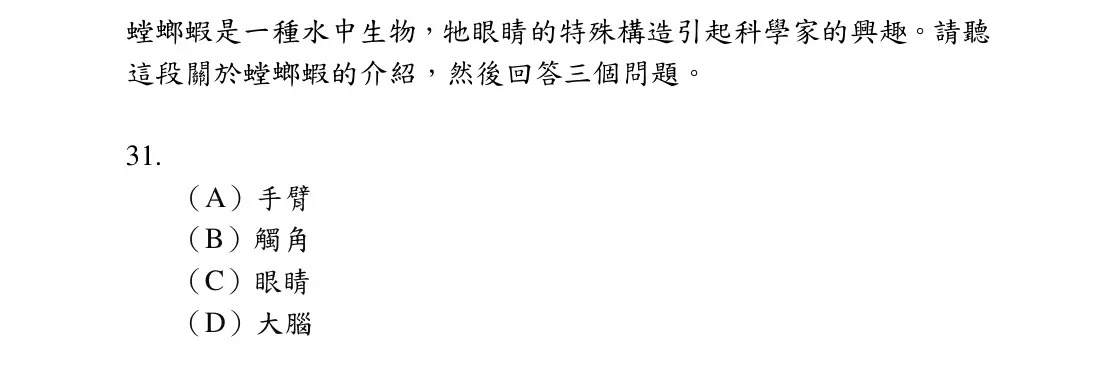 螳螂蝦是一種水中生物，牠眼睛的特殊構造引起科學家的興趣。請聽
這段關於螳螂蝦的介紹，然後回答三個問題。
31.
（A）手臂
（B）觸角
（C）眼睛
（D）大腦